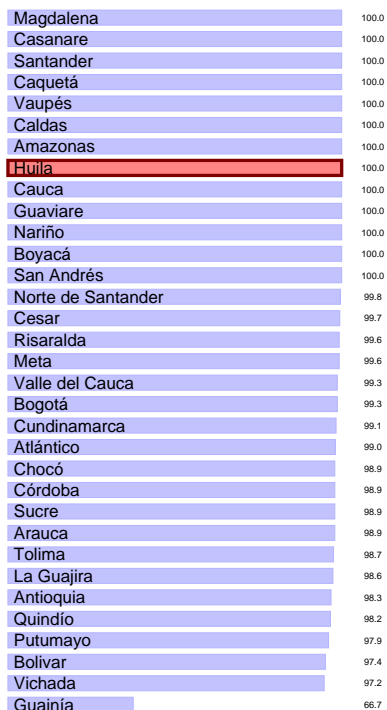 Magdalena 100.0
Casanare 100.0
Santander 100.0
Caquetá 100.0
Vaupés 100.0
Caldas 100.0
Amazonas 100.0
Huila 100.0
Cauca 100.0
Guaviare 100.0
Nariño 100.0
Boyacá 100.0
San Andrés 100.0
Norte de Santander 99.8
Cesar 99.7
Risaralda 99.6
Meta 99.6
Valle del Cauca 99.3
Bogotá 99.3
Cundinamarca 99.1
Atlántico 99.0
Chocó 98.9
Córdoba 98.9
Sucre 98.9
Arauca 98.9
Tolima 98.7
La Guajira 98.6
Antioquia 98.3
Quindío 98.2
Putumayo 97.9
Bolivar 97.4
Vichada 97.2
Guainía 66.7